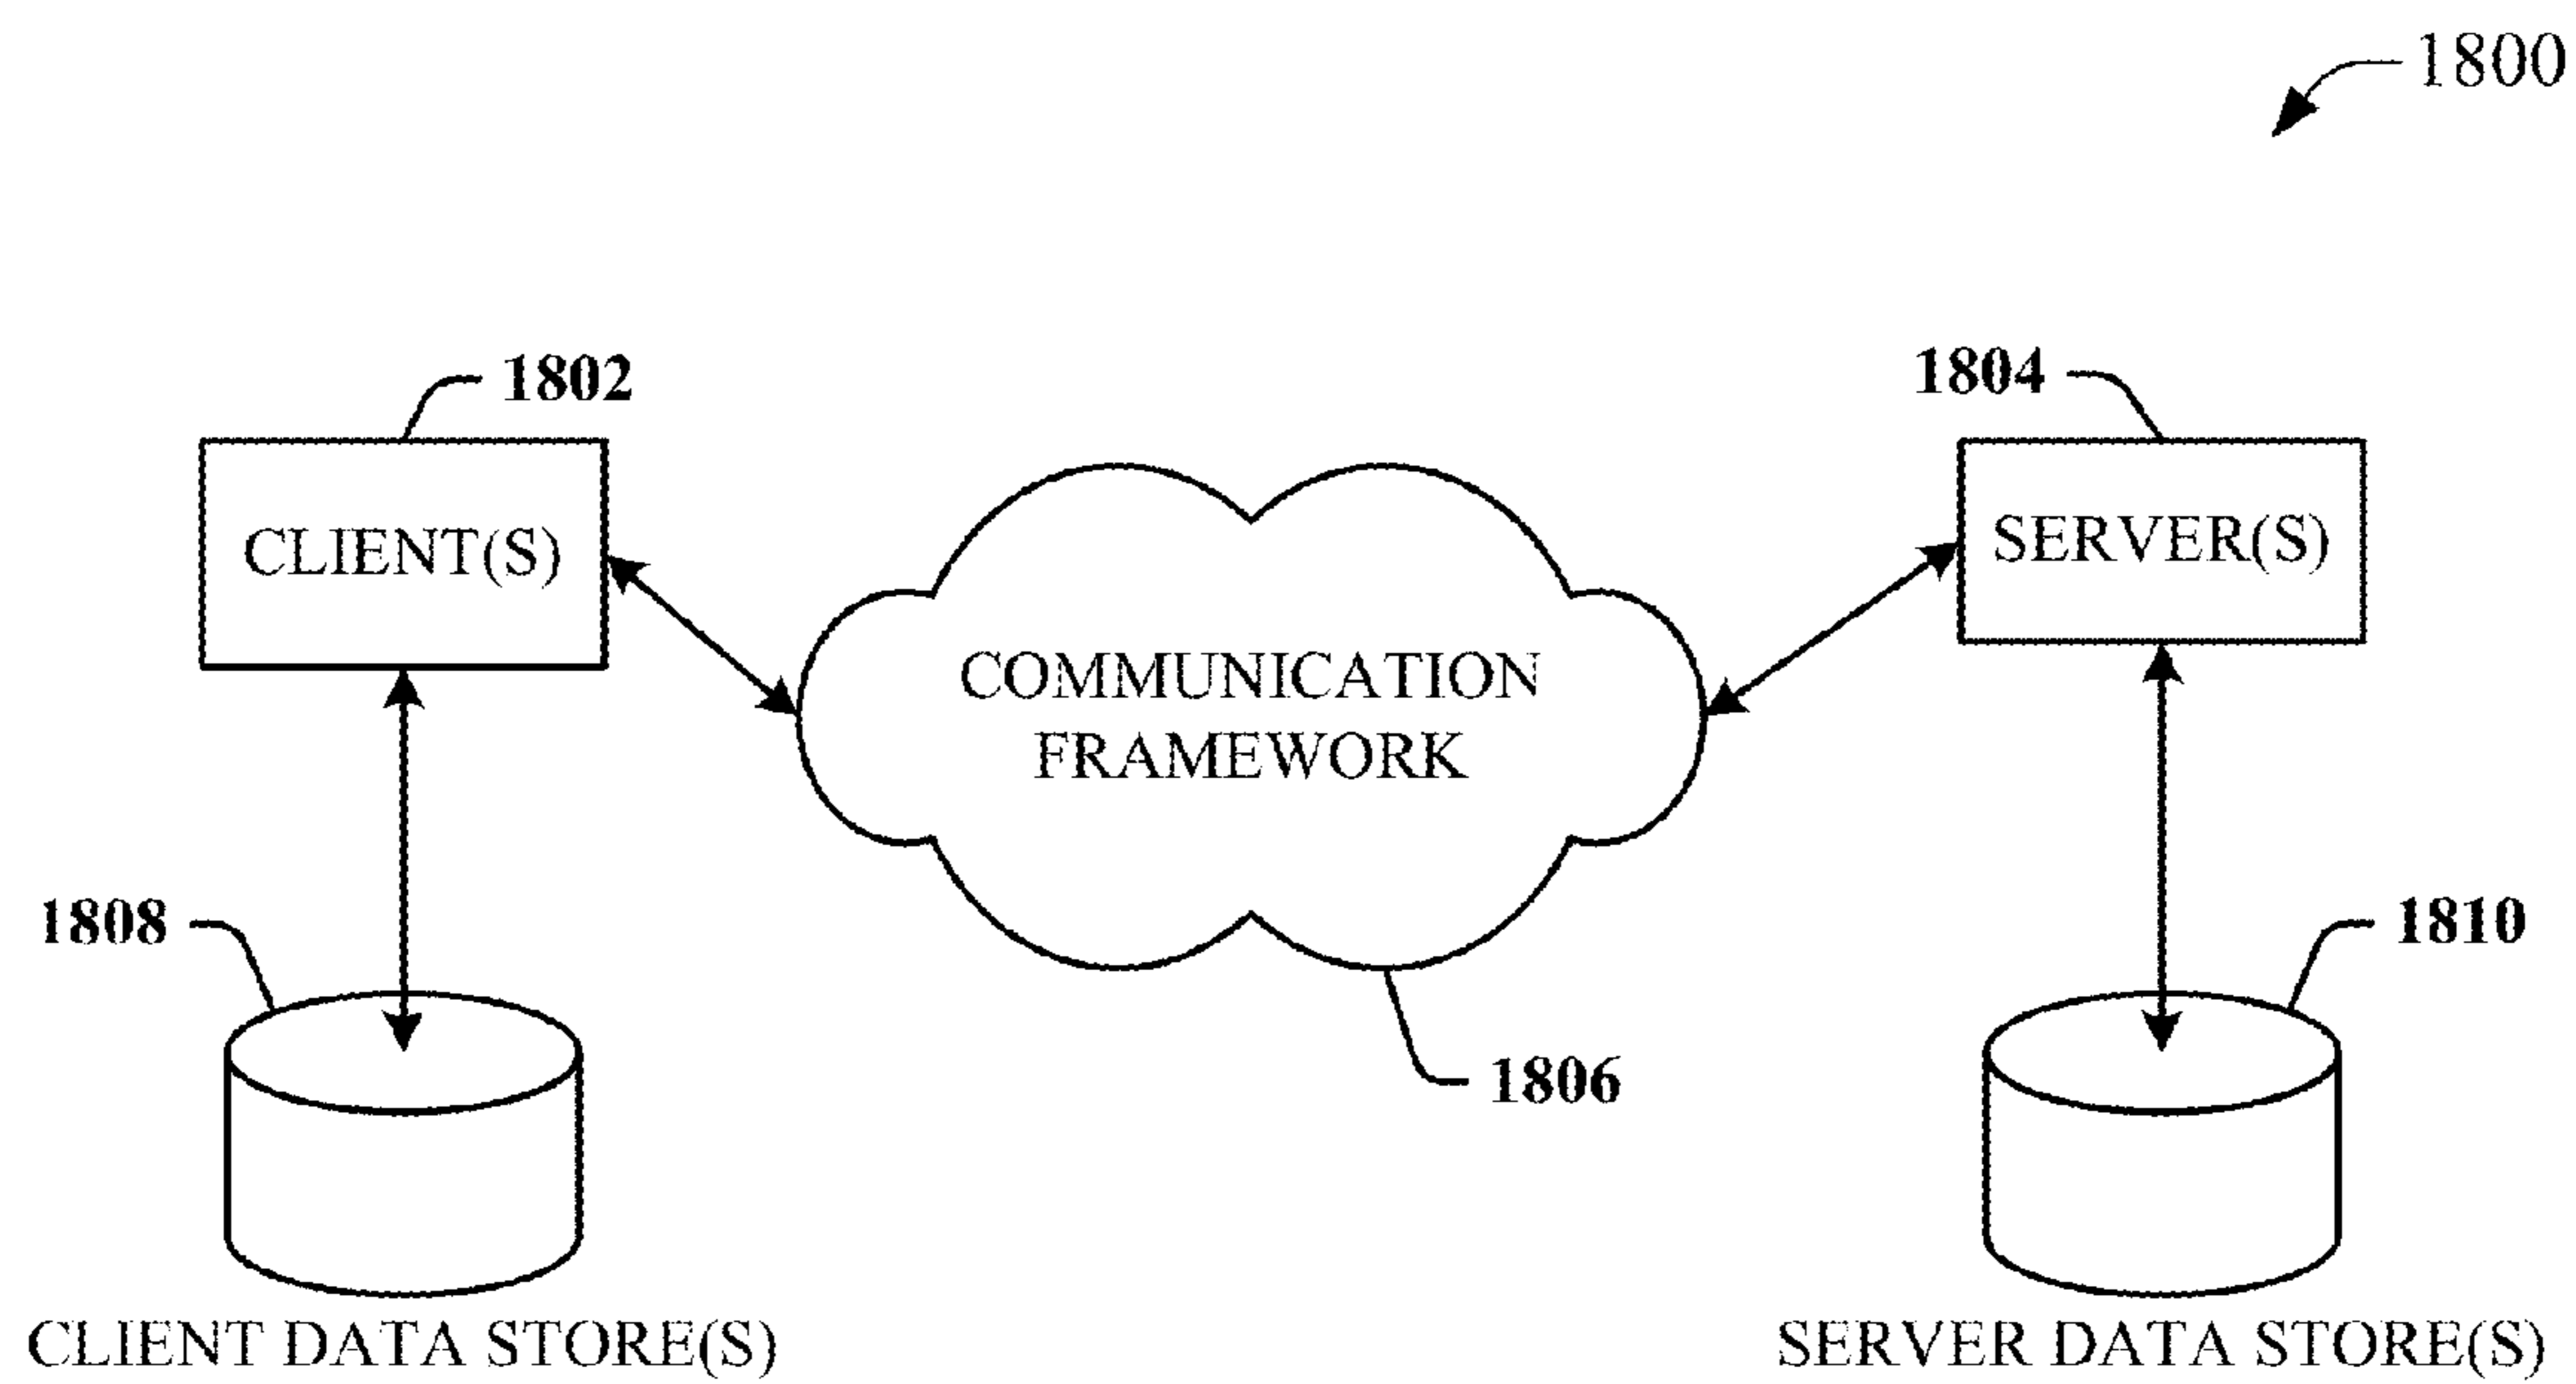 1800
1802
1804
CLIENT(S)
SERVER(S)
COMMUNICATION
FRAMEWORK
1808
1810
1806
CLIENT DATA STORE(S)
SERVER DATA STORE(S)